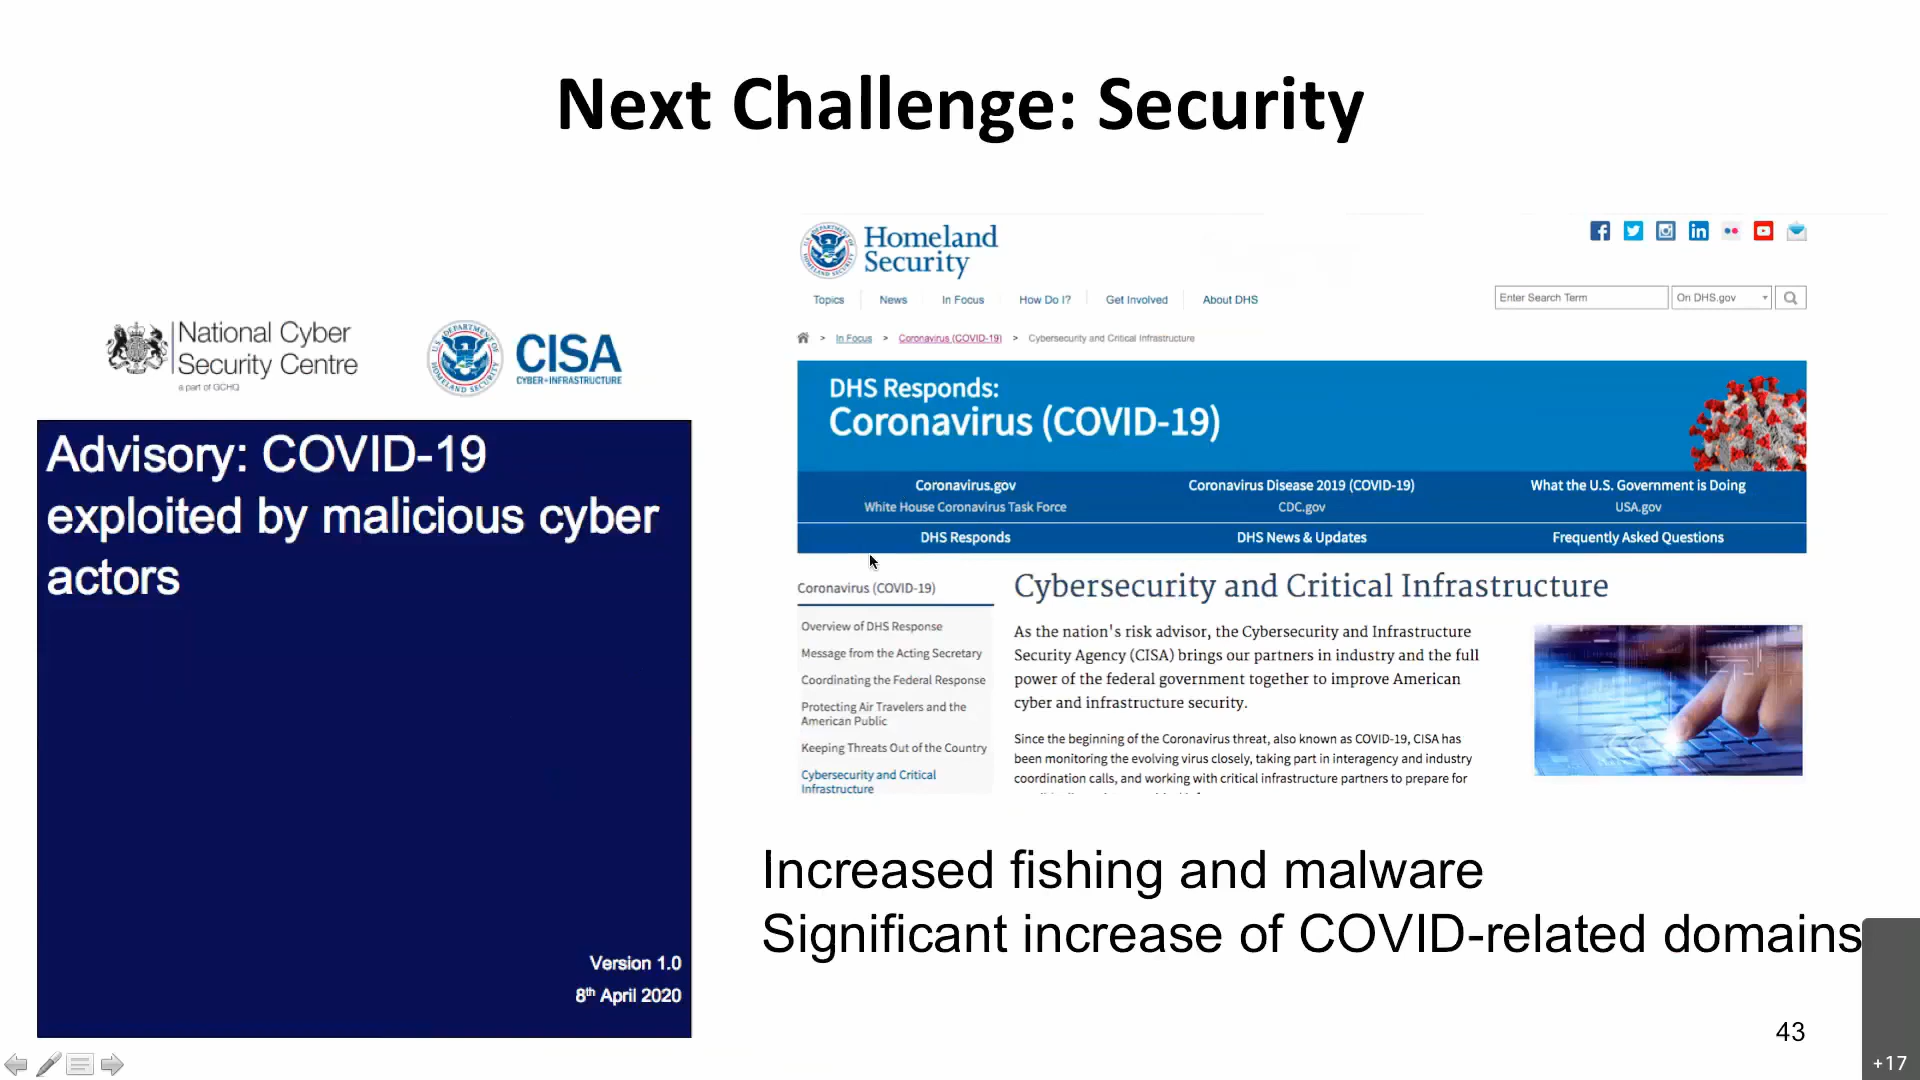 Next Challenge: Security
National Cyber
Security Centre
a part of GCHQ
CISA
CYBER+INFRASTRUCTURE
Advisory: COVID-19
exploited by malicious cyber
actors
Version 1.0
8th April 2020
Homeland
Security
Topics News In Focus How Do I? Get Involved About DHS
Enter Search Term On DHS.gov
> In Focus > Coronavirus (COVID-19) > Cybersecurity and Critical Infrastructure
DHS Responds:
Coronavirus (COVID-19)
Coronavirus.gov Coronavirus Disease 2019 (COVID-19) What the U.S. Government is Doing
White House Coronavirus Task Force CDC.gov USA.gov
DHS Responds DHS News & Updates Frequently Asked Questions
Coronavirus (COVID-19)
Overview of DHS Response
Message from the Acting Secretary
Coordinating the Federal Response
Protecting Air Travelers and the
American Public
Keeping Threats Out of the Country
Cybersecurity and Critical
Infrastructure
Cybersecurity and Critical Infrastructure
As the nation's risk advisor, the Cybersecurity and Infrastructure
Security Agency (CISA) brings our partners in industry and the full
power of the federal government together to improve American
cyber and infrastructure security.
Since the beginning of the Coronavirus threat, also known as COVID-19, CISA has
been monitoring the evolving virus closely, taking part in interagency and industry
coordination calls, and working with critical infrastructure partners to prepare for
Increased fishing and malware
Significant increase of COVID-related domains
43
+17